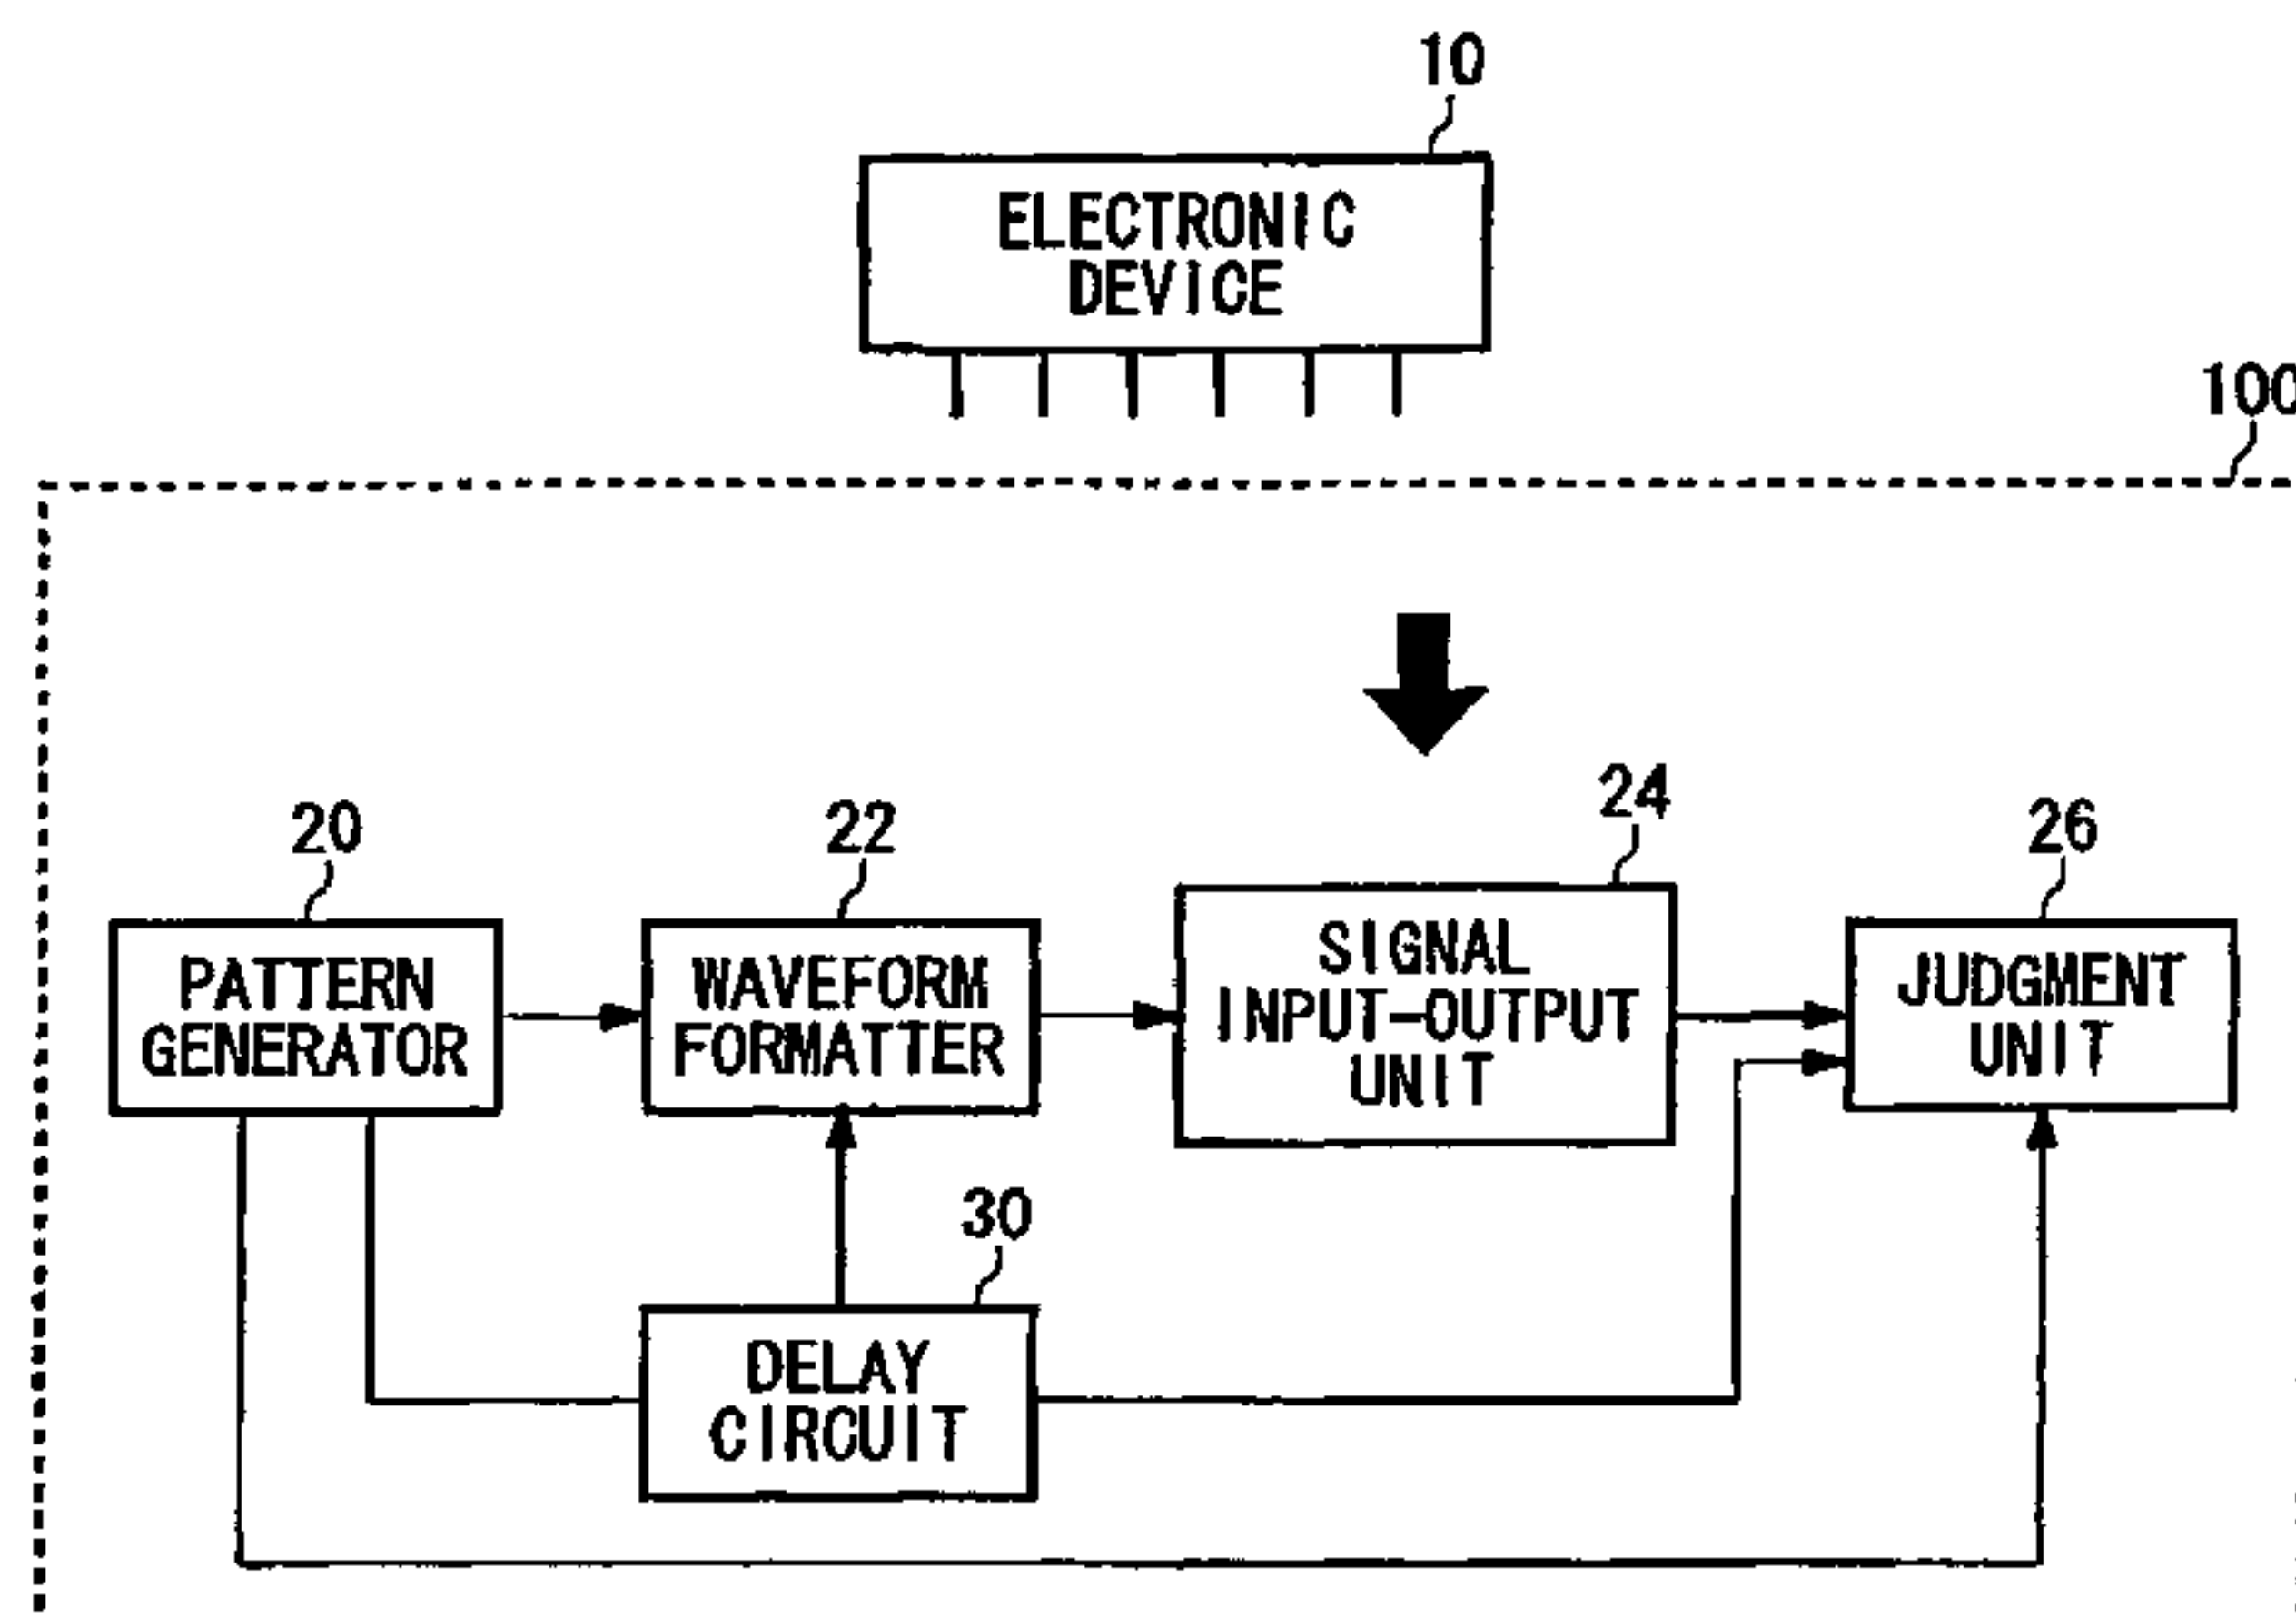 10
ELECTRONIC
DEVICE
100
24
20
22
26
PATTERN
GENERATOR
WAVEFORM
FORMATTER
SIGNAL
INPUT-OUTPUT
UNIT
JUDGMENT
UNIT
30
DELAY
CIRCUIT